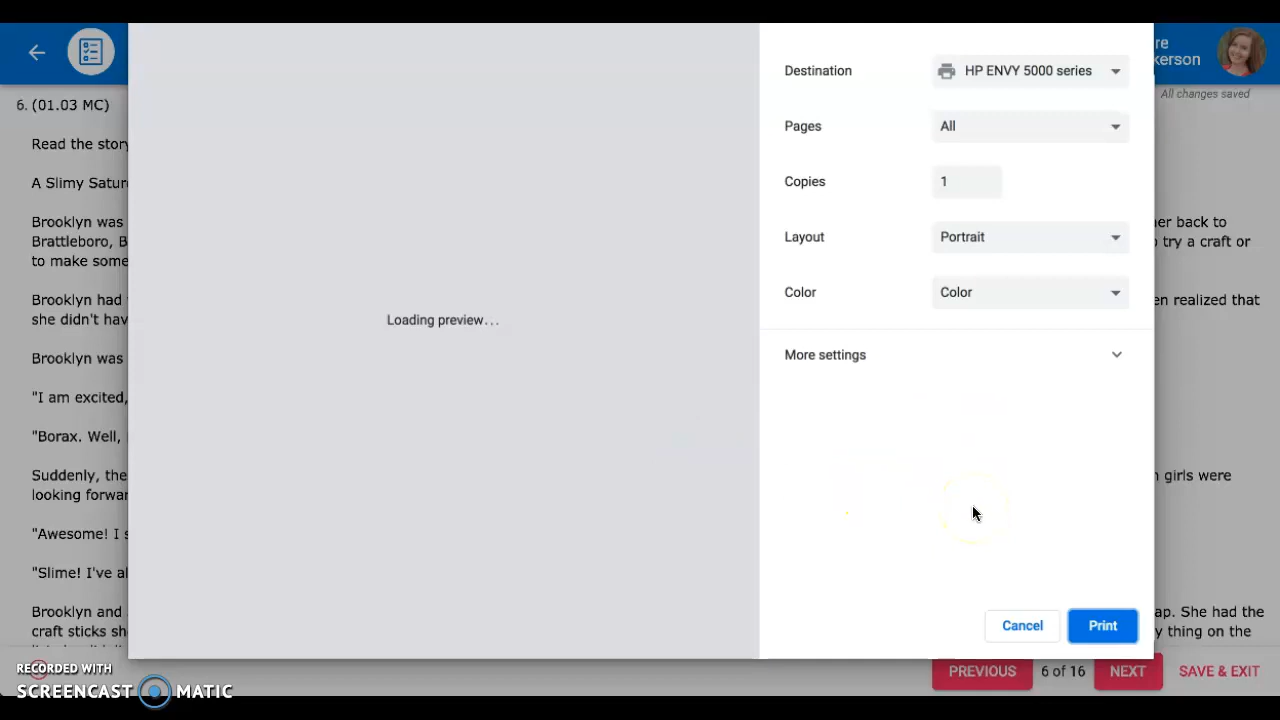 re
kerson
All changes saved
6. (01.03 MC)
Read the story
A Slimy Satur
Brooklyn was
her back to
Brattleboro, B
try a craft or
to make some
Brooklyn had
en realized that
she didn't hav
Brooklyn was
"I am excited,
"Borax. Well,
Suddenly, the
girls were
looking forwar
"Awesome! I s
"Slime! I've al
Brooklyn and
ap. She had the
craft sticks sh
y thing on the
Loading preview...
Destination
HP ENVY 5000 series
Pages
All
Copies
1
Layout
Portrait
Color
Color
More settings
Cancel
Print
PREVIOUS
6 of 16
NEXT
SAVE & EXIT
RECORDED WITH
SCREENCAST MATIC